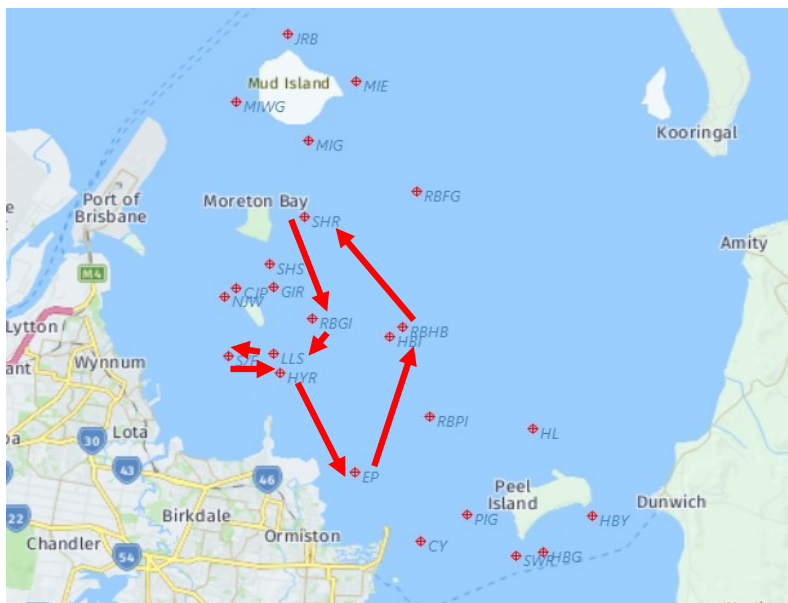 JRB
Mud Island
MIE
MIWG
MIG
Kooringal
Port of
Brisbane
Moreton Bay
RBFG
SHR
Amity
M4
SHS
GIR
CJP
NJW
RBGI
RBHB
HBI
Lytton
Wynnum
LLS
HYR
Lota
30
43
46
RBPI
HL
EP
Peel
Island
Dunwich
22
Birkdale
Ormiston
PIG
HBY
Chandler
54
CY
SWR
HBG